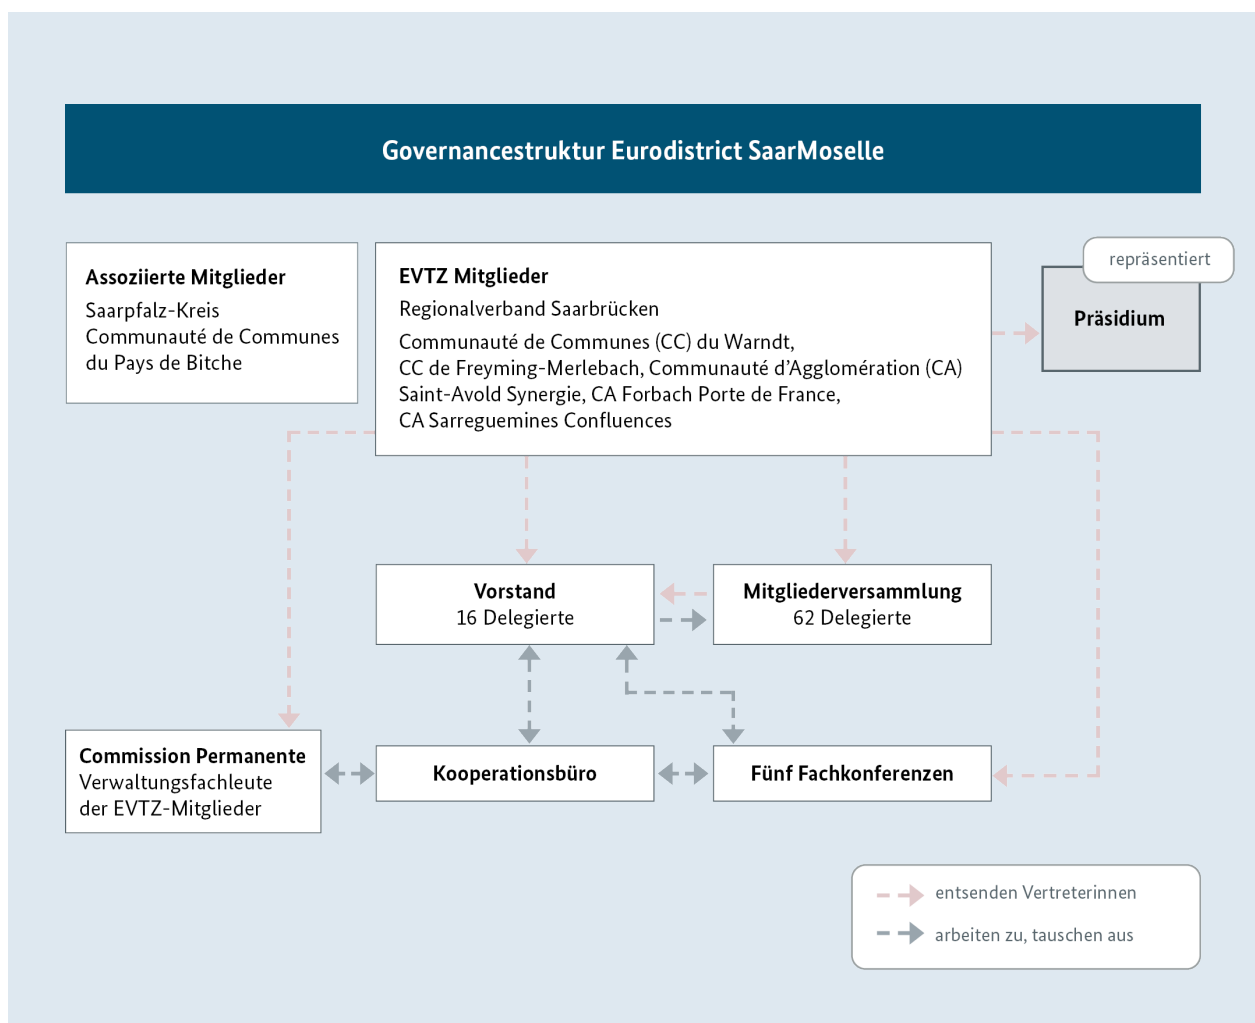 Governancestruktur Eurodistrict SaarMoselle
Assoziierte Mitglieder
Saarpfalz-Kreis
Communauté de Communes
du Pays de Bitche
EVTZ Mitglieder
Regionalverband Saarbrücken
Communauté de Communes (CC) du Warndt,
CC de Freyming-Merlebach, Communauté d’Agglomération (CA)
Saint-Avold Synergie, CA Forbach Porte de France,
CA Sarreguemines Confluences
repräsentiert
Präsidium
Vorstand
16 Delegierte
Mitgliederversammlung
62 Delegierte
Commission Permanente
Verwaltungsfachleute
der EVTZ-Mitglieder
Kooperationsbüro
Fünf Fachkonferenzen
entsenden Vertreterinnen
arbeiten zu, tauschen aus